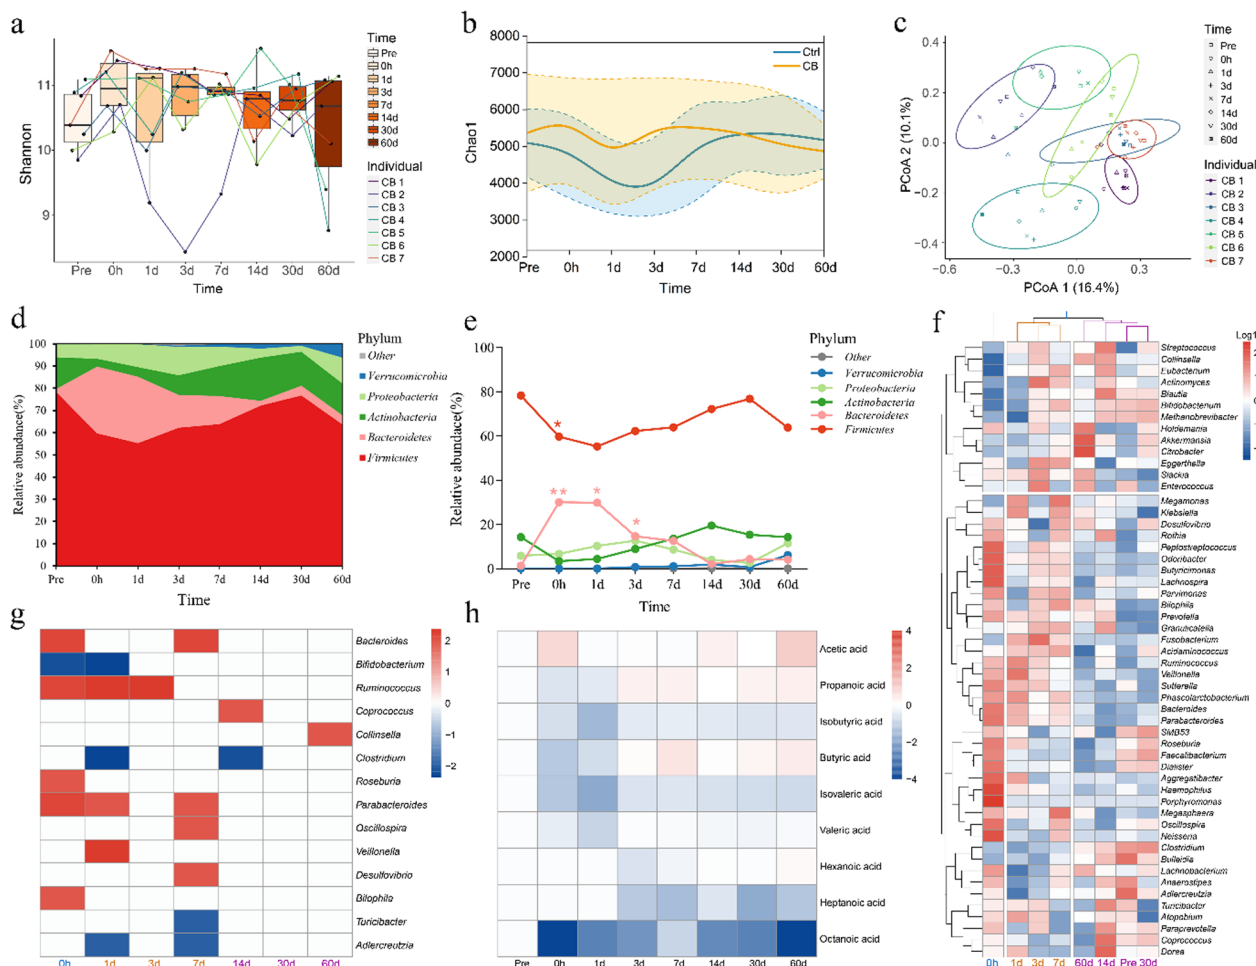 a
Shannon
11
10
9
Pre 0h 1d 3d 7d 14d 30d 60d
Time
Time
Pre
0h
1d
3d
7d
14d
30d
60d
Individual
CB 1
CB 2
CB 3
CB 4
CB 5
CB 6
CB 7
b
Chao1
8000
7000
6000
5000
4000
3000
2000
Pre 0h 1d 3d 7d 14d 30d 60d
Time
Ctrl
CB
c
PCoA 2 (10.1%)
0.4
0.2
0.0
−0.2
−0.4
−0.6 −0.3 0.0 0.3
PCoA 1 (16.4%)
Time
Pre
0h
1d
3d
7d
14d
30d
60d
Individual
CB 1
CB 2
CB 3
CB 4
CB 5
CB 6
CB 7
d
Relative abundance(%)
100
90
80
70
60
50
40
30
20
10
0
Pre 0h 1d 3d 7d 14d 30d 60d
Time
Phylum
Other
Verrucomicrobia
Proteobacteria
Actinobacteria
Bacteroidetes
Firmicutes
e
Relative abundance(%)
100
80
60
40
20
0
*
**
*
*
Pre 0h 1d 3d 7d 14d 30d 60d
Time
Phylum
Other
Verrucomicrobia
Proteobacteria
Actinobacteria
Bacteroidetes
Firmicutes
f
Log1
2
0
Streptococcus
Collinsella
Eubacterium
Actinomyces
Blautia
Bifidobacterium
Methanobrevibacter
Holdemania
Akkermansia
Citrobacter
Eggerthella
Slackia
Enterococcus
Megamonas
Klebsiella
Desulfovibrio
Rothia
Peptostreptococcus
Odoribacter
Butyricimonas
Lachnospira
Parvimonas
Bilophila
Prevotella
Granulicatella
Fusobacterium
Acidaminococcus
Ruminococcus
Veillonella
Sutterella
Phascolarctobacterium
Bacteroides
Parabacteroides
SMB53
Roseburia
Faecalibacterium
Dialister
Aggregatibacter
Haemophilus
Porphyromonas
Megasphaera
Oscillospira
Neisseria
Clostridium
Bulleidia
Lachnobacterium
Anaerostipes
Adlercreutzia
Turicibacter
Atopobium
Paraprevotella
Coprococcus
Dorea
0h 1d 3d 7d 60d 14d Pre 30d
g
Bacteroides
Bifidobacterium
Ruminococcus
Coprococcus
Collinsella
Clostridium
Roseburia
Parabacteroides
Oscillospira
Veillonella
Desulfovibrio
Bilophila
Turicibacter
Adlercreutzia
0h 1d 3d 7d 14d 30d 60d
2
1
0
−1
−2
h
Acetic acid
Propanoic acid
Isobutyric acid
Butyric acid
Isovaleric acid
Valeric acid
Hexanoic acid
Heptanoic acid
Octanoic acid
Pre 0h 1d 3d 7d 14d 30d 60d
4
2
0
−2
−4